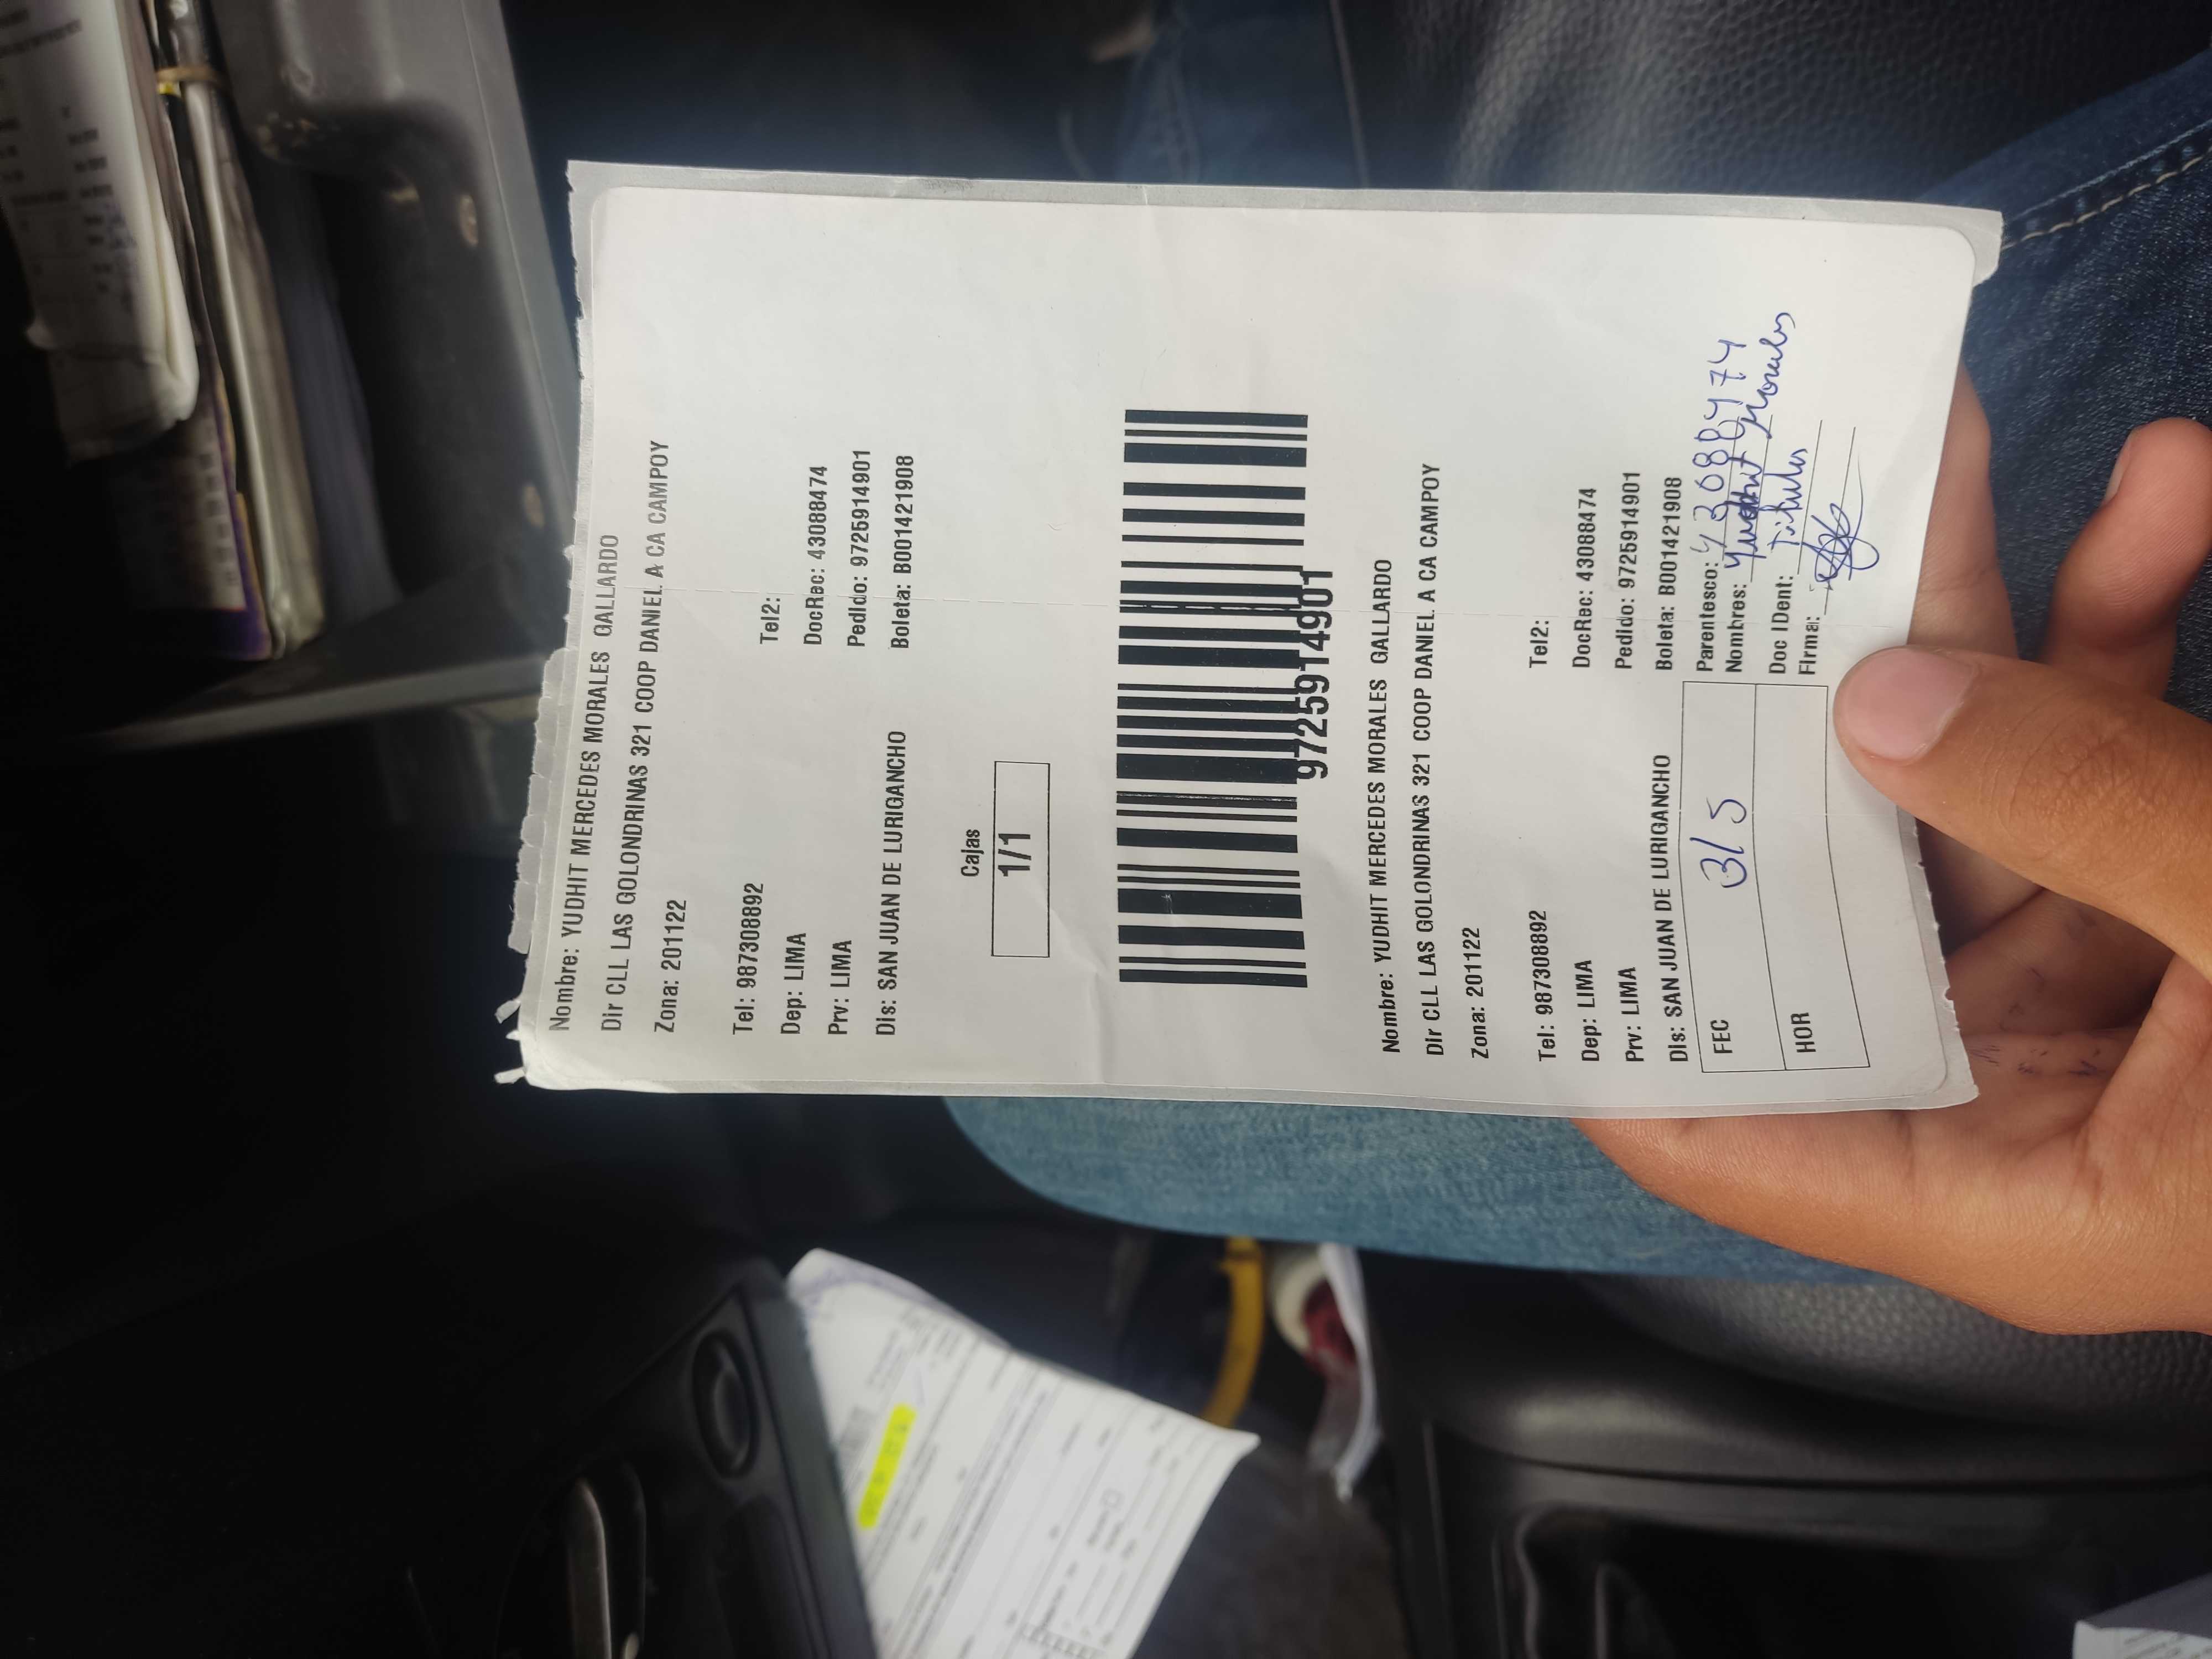 Nombre: YUDHIT MERCEDES MORALES GALLARDO
Dir CLL LAS GOLONDRINAS 321 COOP DANIEL A CA CAMPOY
Zona: 201122
Tel: 987308892 Tel2:
Dep: LIMA DocRec: 43088474
Prv: LIMA Pedido: 9725914901
Dis: SAN JUAN DE LURIGANCHO Boleta: B001421908
Cajas
1/1
9725914901
Nombre: YUDHIT MERCEDES MORALES GALLARDO
Dir CLL LAS GOLONDRINAS 321 COOP DANIEL A CA CAMPOY
Zona: 201122
Tel: 987308892 Tel2:
Dep: LIMA DocRec: 43088474
Prv: LIMA Pedido: 9725914901
Dis: SAN JUAN DE LURIGANCHO Boleta: B001421908
FEC 3/5 Parentesco: 43088474
Nombres: Yudhit Morales
Doc IDent: Titular
HOR Firma: